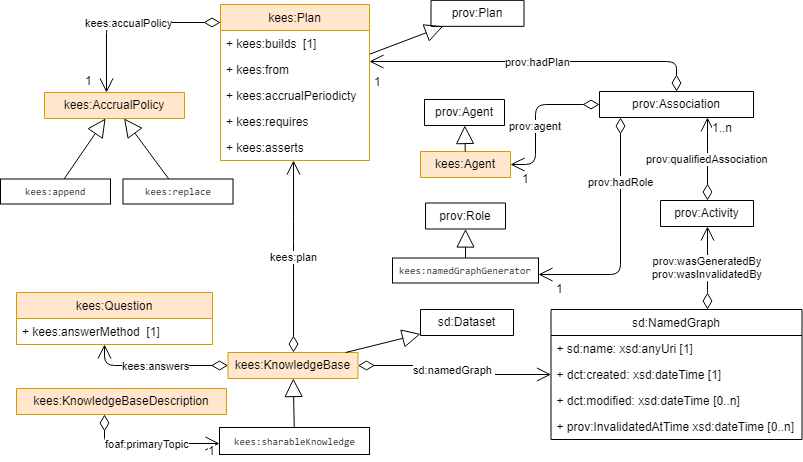 kees:Plan
+ kees:builds [1]
+ kees:from
+ kees:accrualPeriodicty
+ kees:requires
+ kees:asserts
kees:accualPolicy
1
kees:AccrualPolicy
kees:append
kees:replace
prov:Plan
prov:hadPlan
1
prov:Association
prov:Agent
prov:agent
kees:Agent
1
1..n
prov:qualifiedAssociation
prov:hadRole
prov:Role
prov:Activity
kees:namedGraphGenerator
1
kees:plan
prov:wasGeneratedBy
prov:wasInvalidatedBy
kees:Question
+ kees:answerMethod [1]
kees:answers
sd:Dataset
kees:KnowledgeBase
sd:namedGraph
sd:NamedGraph
+ sd:name: xsd:anyUri [1]
+ dct:created: xsd:dateTime [1]
+ dct:modified: xsd:dateTime [0..n]
+ prov:InvalidatedAtTime xsd:dateTime [0..n]
kees:KnowledgeBaseDescription
foaf:primaryTopic
1
kees:sharableKnowledge